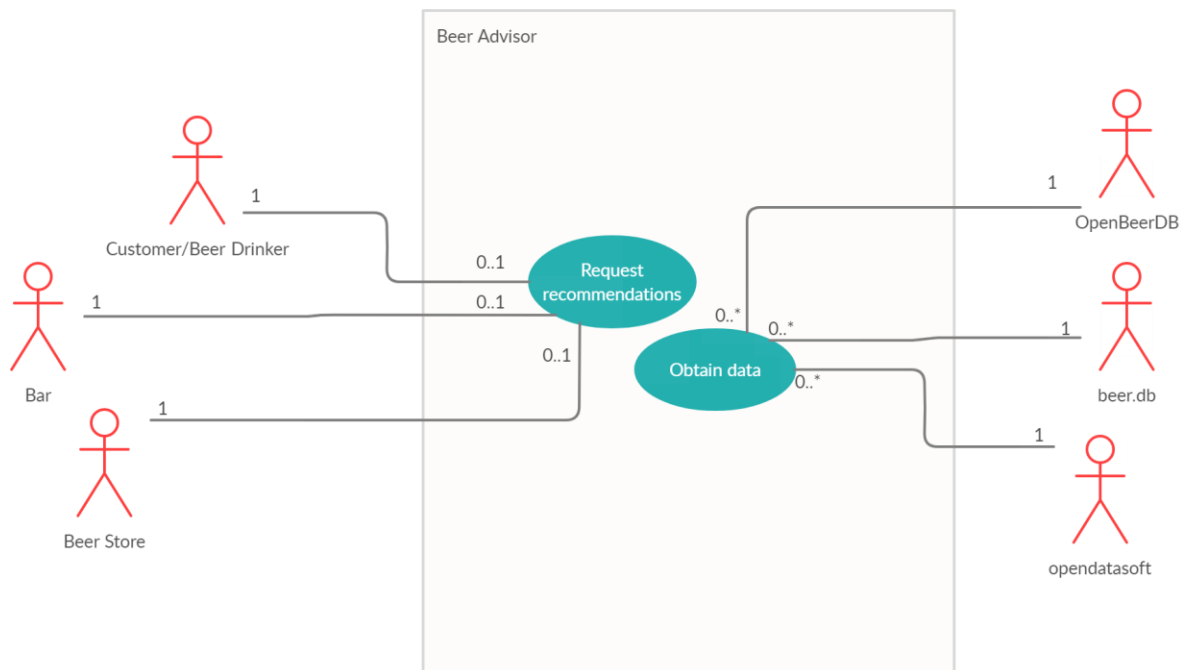 Beer Advisor
1
1
Customer/Beer Drinker
OpenBeerDB
0..1
Request
recommendations
1
0..1
0..*
0..*
1
0..1
Obtain data
0..*
Bar
beer.db
1
1
Beer Store
opendatasoft